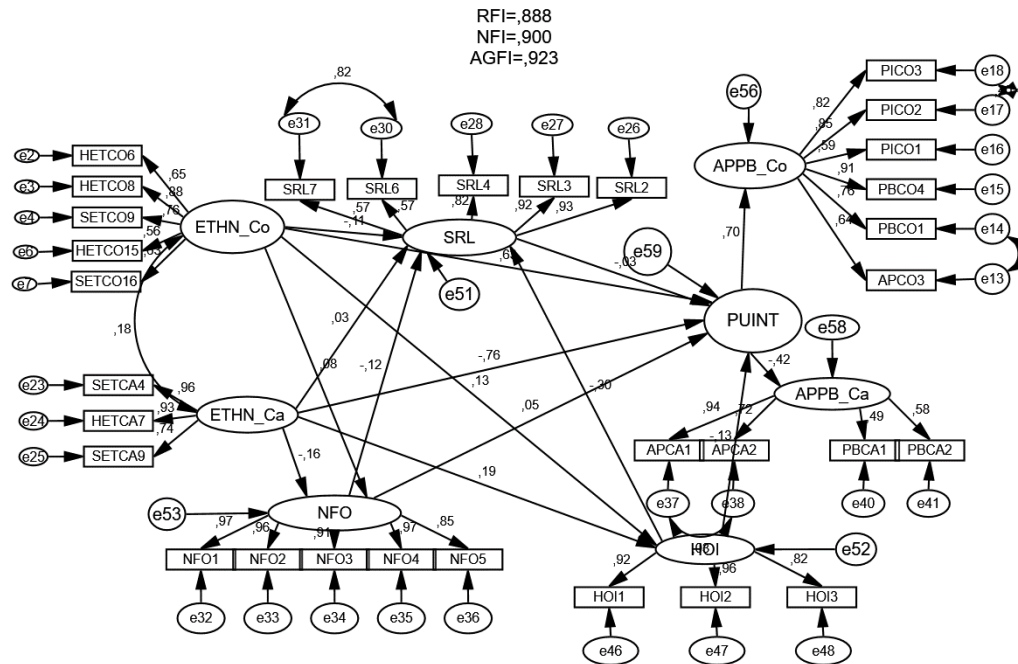 RFI=,888
NFI=,900
AGFI=,923
,82
e31
e30
e28
e27
e26
SRL7
SRL6
SRL4
SRL3
SRL2
,57
,57
,82
,92
,93
SRL
e51
e56
APPB_Co
,82
,85
,59
,91
,76
,64
PICO3
PICO2
PICO1
PBCO4
PBCO1
APCO3
e18
e17
e16
e15
e14
e13
e2
e3
e4
e6
e7
HETCO6
HETCO8
SETCO9
HETCO15
SETCO16
,65
,88
,76
,56
ETHN_Co
-,11
-,03
e59
,70
PUINT
,18
,03
,08
-,12
-,76
,13
-,30
,05
-,42
e58
APPB_Ca
,94
,72
,49
,58
-,13
APCA1
APCA2
PBCA1
PBCA2
e37
e38
e40
e41
e23
e24
e25
SETCA4
HETCA7
SETCA9
,96
,93
,74
ETHN_Ca
-,16
,19
e53
NFO
,97
,96
,91
,97
,85
NFO1
NFO2
NFO3
NFO4
NFO5
e32
e33
e34
e35
e36
HOI
e52
,92
,96
,82
HOI1
HOI2
HOI3
e46
e47
e48